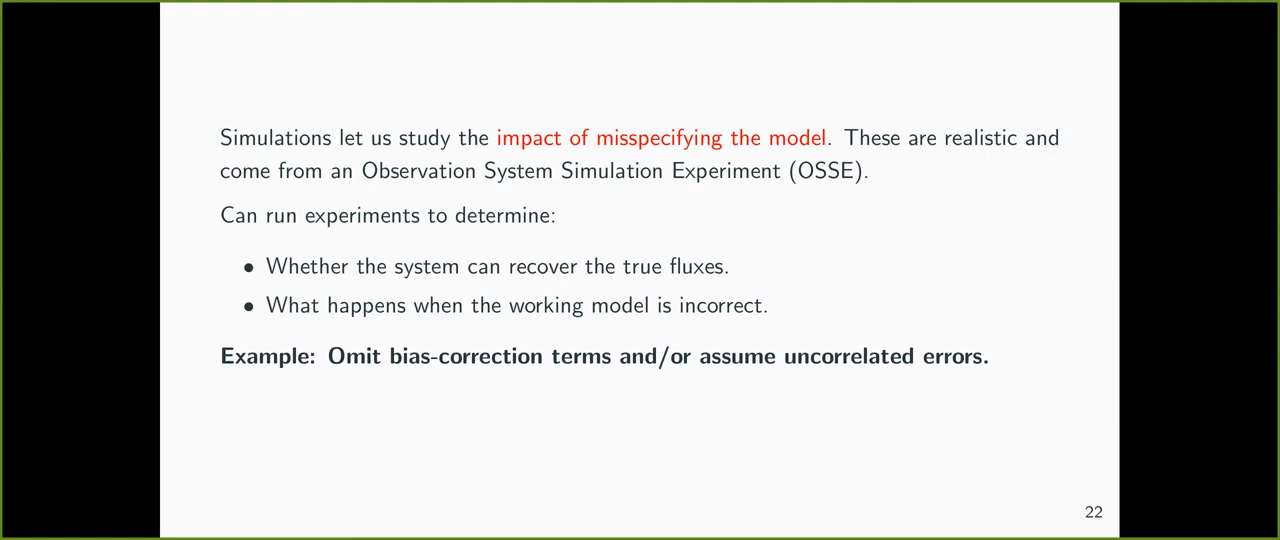 Simulations let us study the impact of misspecifying the model. These are realistic and
come from an Observation System Simulation Experiment (OSSE).
Can run experiments to determine:
• Whether the system can recover the true fluxes.
• What happens when the working model is incorrect.
Example: Omit bias-correction terms and/or assume uncorrelated errors.
22